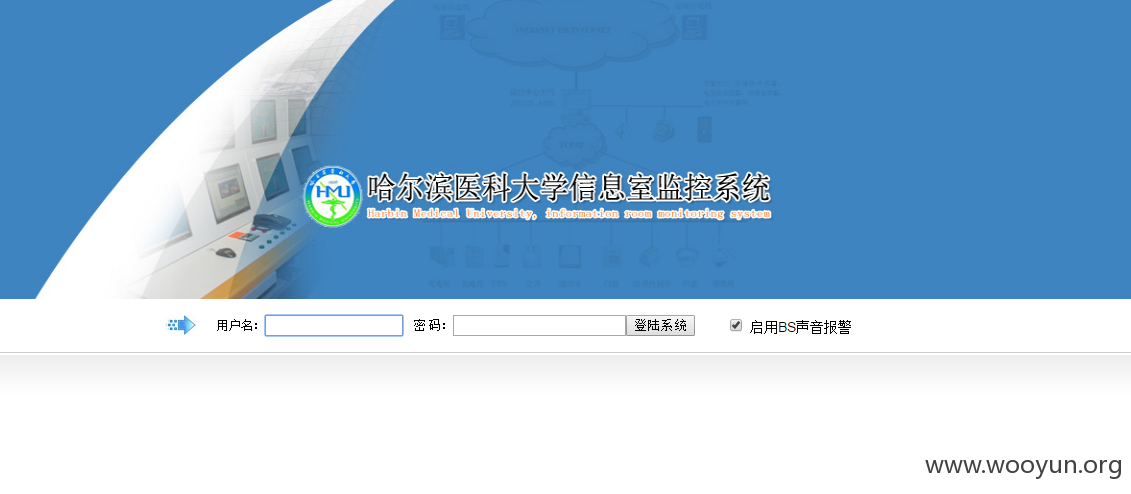 哈尔滨医科大学信息室监控系统
Harbin Medical University, information room monitoring system
HMU
用户名: 密码: 登陆系统 启用BS声音报警
www.wooyun.org